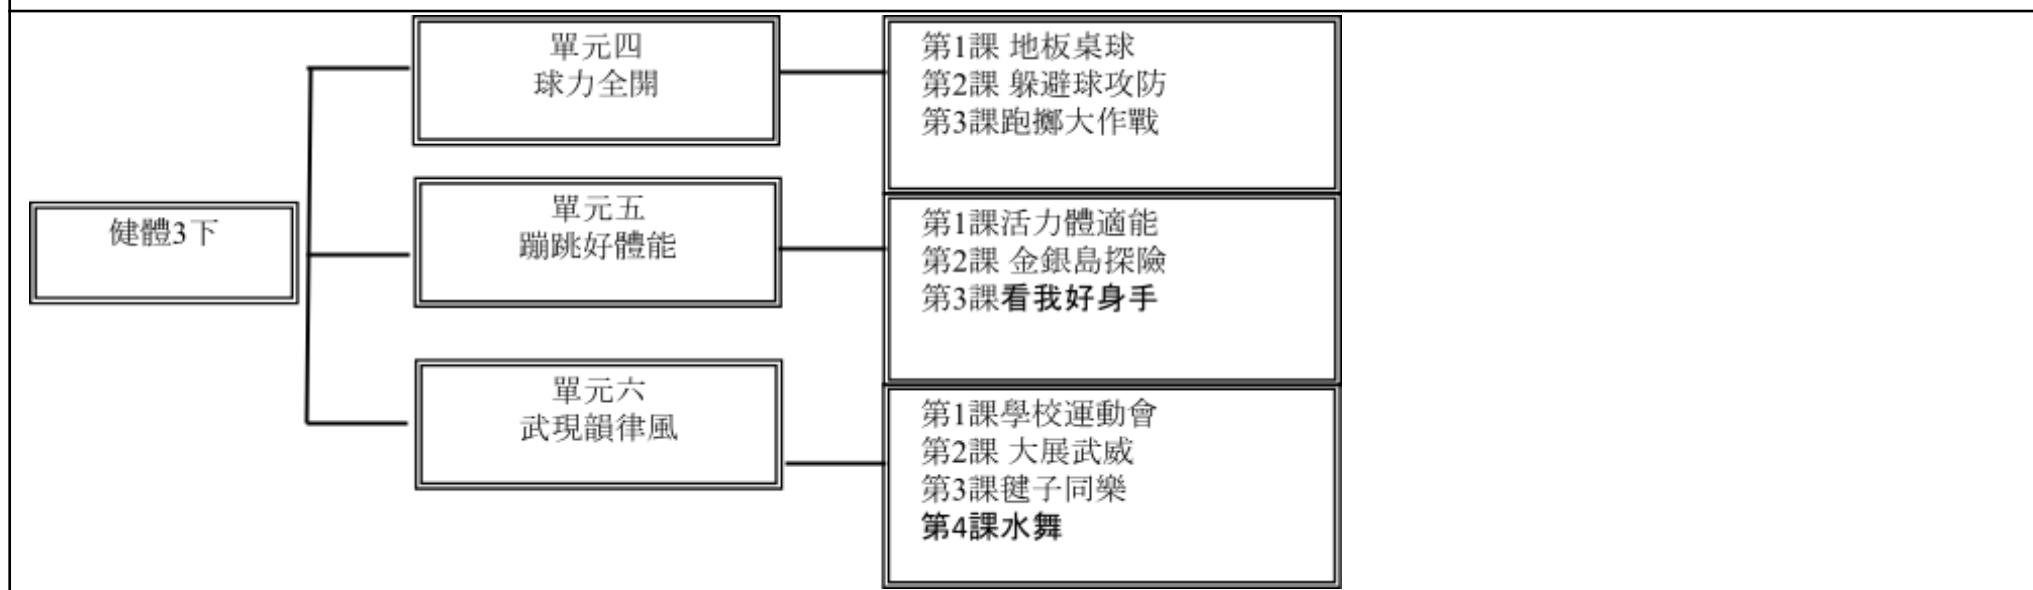 健體3下
單元四
球力全開
第1課 地板桌球
第2課 躲避球攻防
第3課跑擲大作戰
單元五
蹦跳好體能
第1課活力體適能
第2課 金銀島探險
第3課看我好身手
單元六
武現韻律風
第1課學校運動會
第2課 大展武威
第3課毽子同樂
第4課水舞